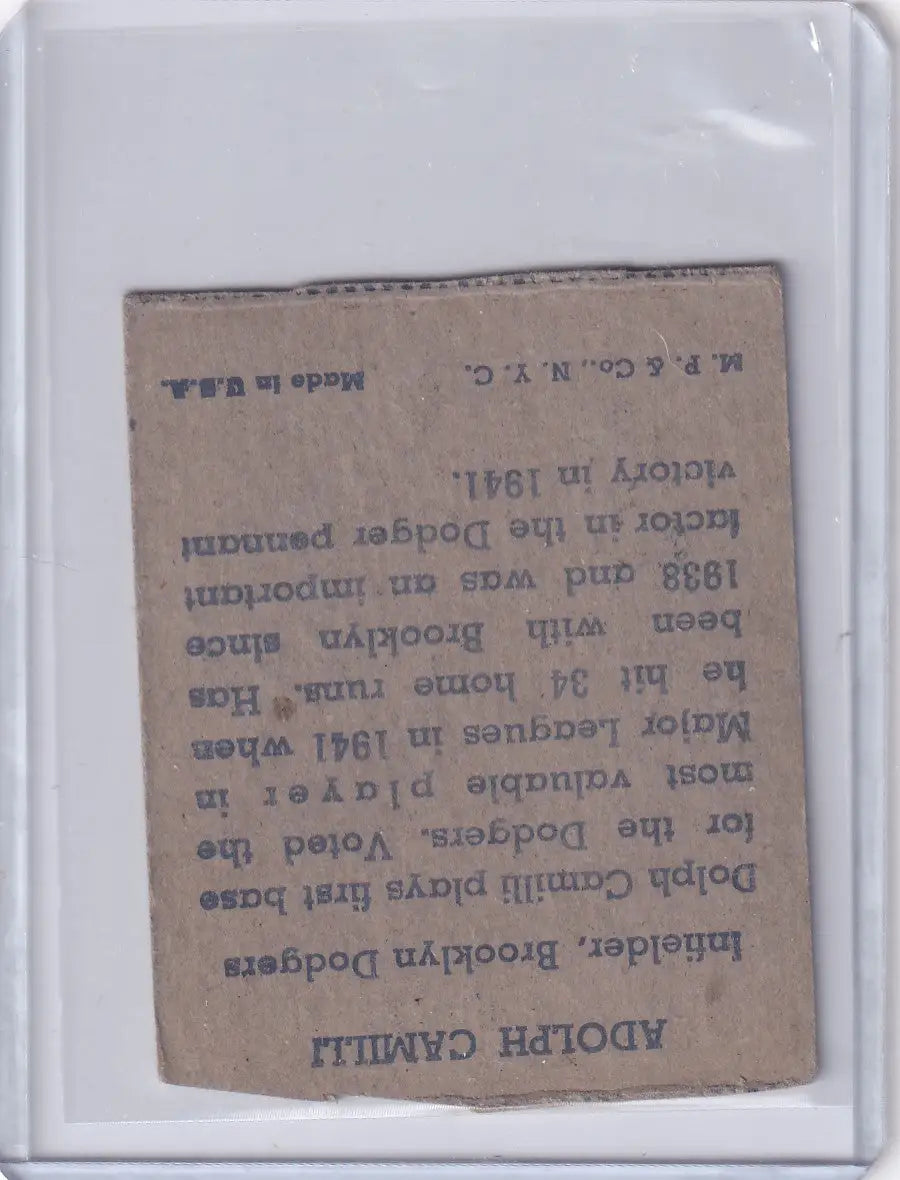 ADOLPH CAMILLI
Infielder, Brooklyn Dodgers
Dolph Camilli plays first base
for the Dodgers. Voted the
most valuable player in
Major Leagues in 1941 when
he hit 34 home runs. Has
been with Brooklyn since
1938 and was an important
factor in the Dodger pennant
victory in 1941.
M. P. & Co., N. Y. C. Made in U.S.A.